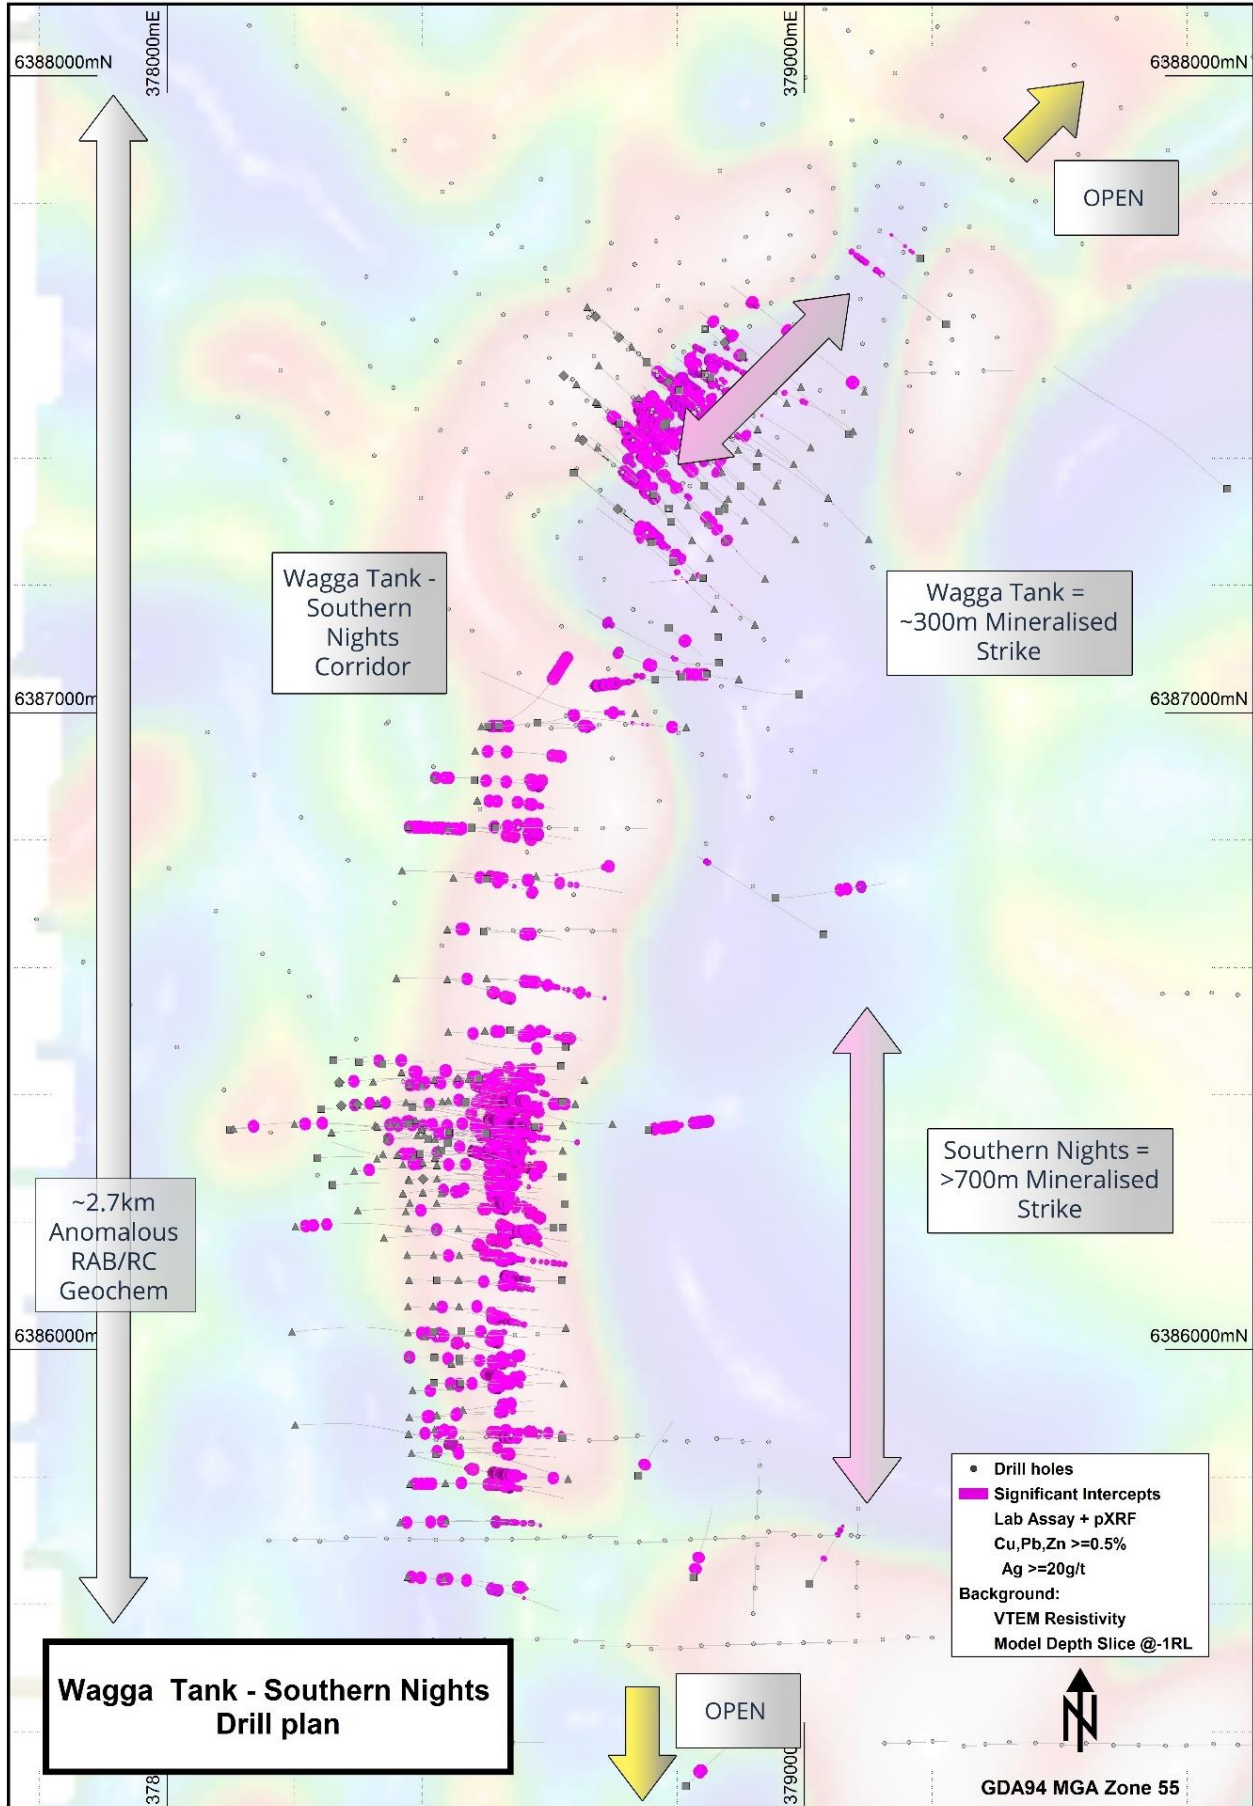 378000mE
379000mE
6388000mN
6388000mN
OPEN
Wagga Tank -
Southern
Nights
Corridor
Wagga Tank =
~300m Mineralised
Strike
6387000m
6387000mN
Southern Nights =
>700m Mineralised
Strike
~2.7km
Anomalous
RAB/RC
Geochem
6386000m
6386000mN
Drill holes
Significant Intercepts
Lab Assay + pXRF
Cu,Pb,Zn >=0.5%
Ag >=20g/t
Background:
VTEM Resistivity
Model Depth Slice @-1RL
N
Wagga Tank - Southern Nights
Drill plan
OPEN
378
379000
GDA94 MGA Zone 55